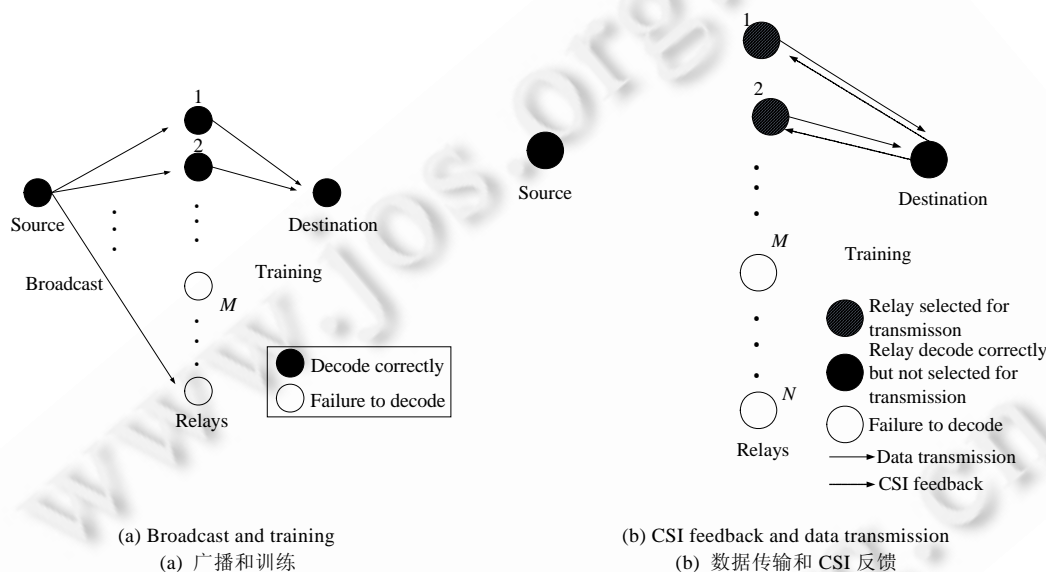 1
2
Source
Destination
Broadcast
Training
M
Decode correctly
Failure to decode
Relays
(a) Broadcast and training
(a) 广播和训练
1
2
Source
Destination
M
Training
Relay selected for
transmisson
Relay decode correctly
but not selected for
transmission
N
Failure to decode
Relays
Data transmission
CSI feedback
(b) CSI feedback and data transmission
(b) 数据传输和 CSI 反馈
www.jos.org.cn